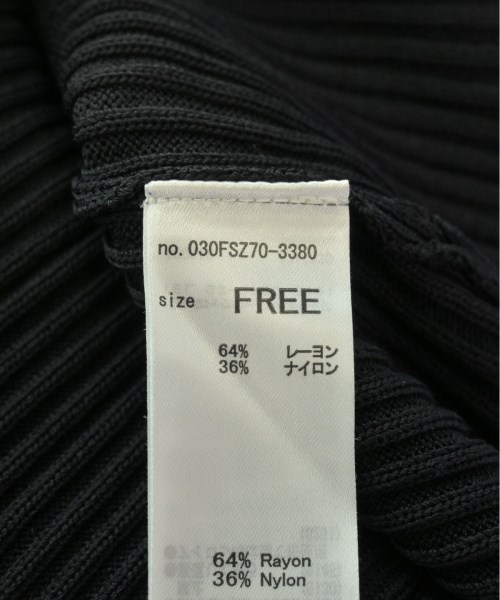 no. 030FSZ70-3380
size FREE
64% レーヨン
36% ナイロン
64% Rayon
36% Nylon